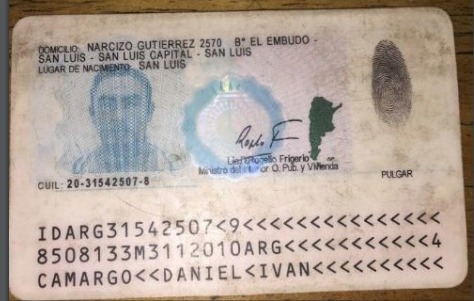 DOMICILIO: NARCIZO GUTIERREZ 2570 B° EL EMBUDO -
SAN LUIS - SAN LUIS CAPITAL - SAN LUIS
LUGAR DE NACIMIENTO: SAN LUIS
Rogelio Frigerio
Ministro del Interior O. Pub. y Vivienda
CUIL: 20-31542507-8
PULGAR
IDARG31542507<9<<<<<<<<<<<<<<<
8508133M3112010ARG<<<<<<<<<<<4
CAMARGO<<DANIEL<IVAN<<<<<<<<<<